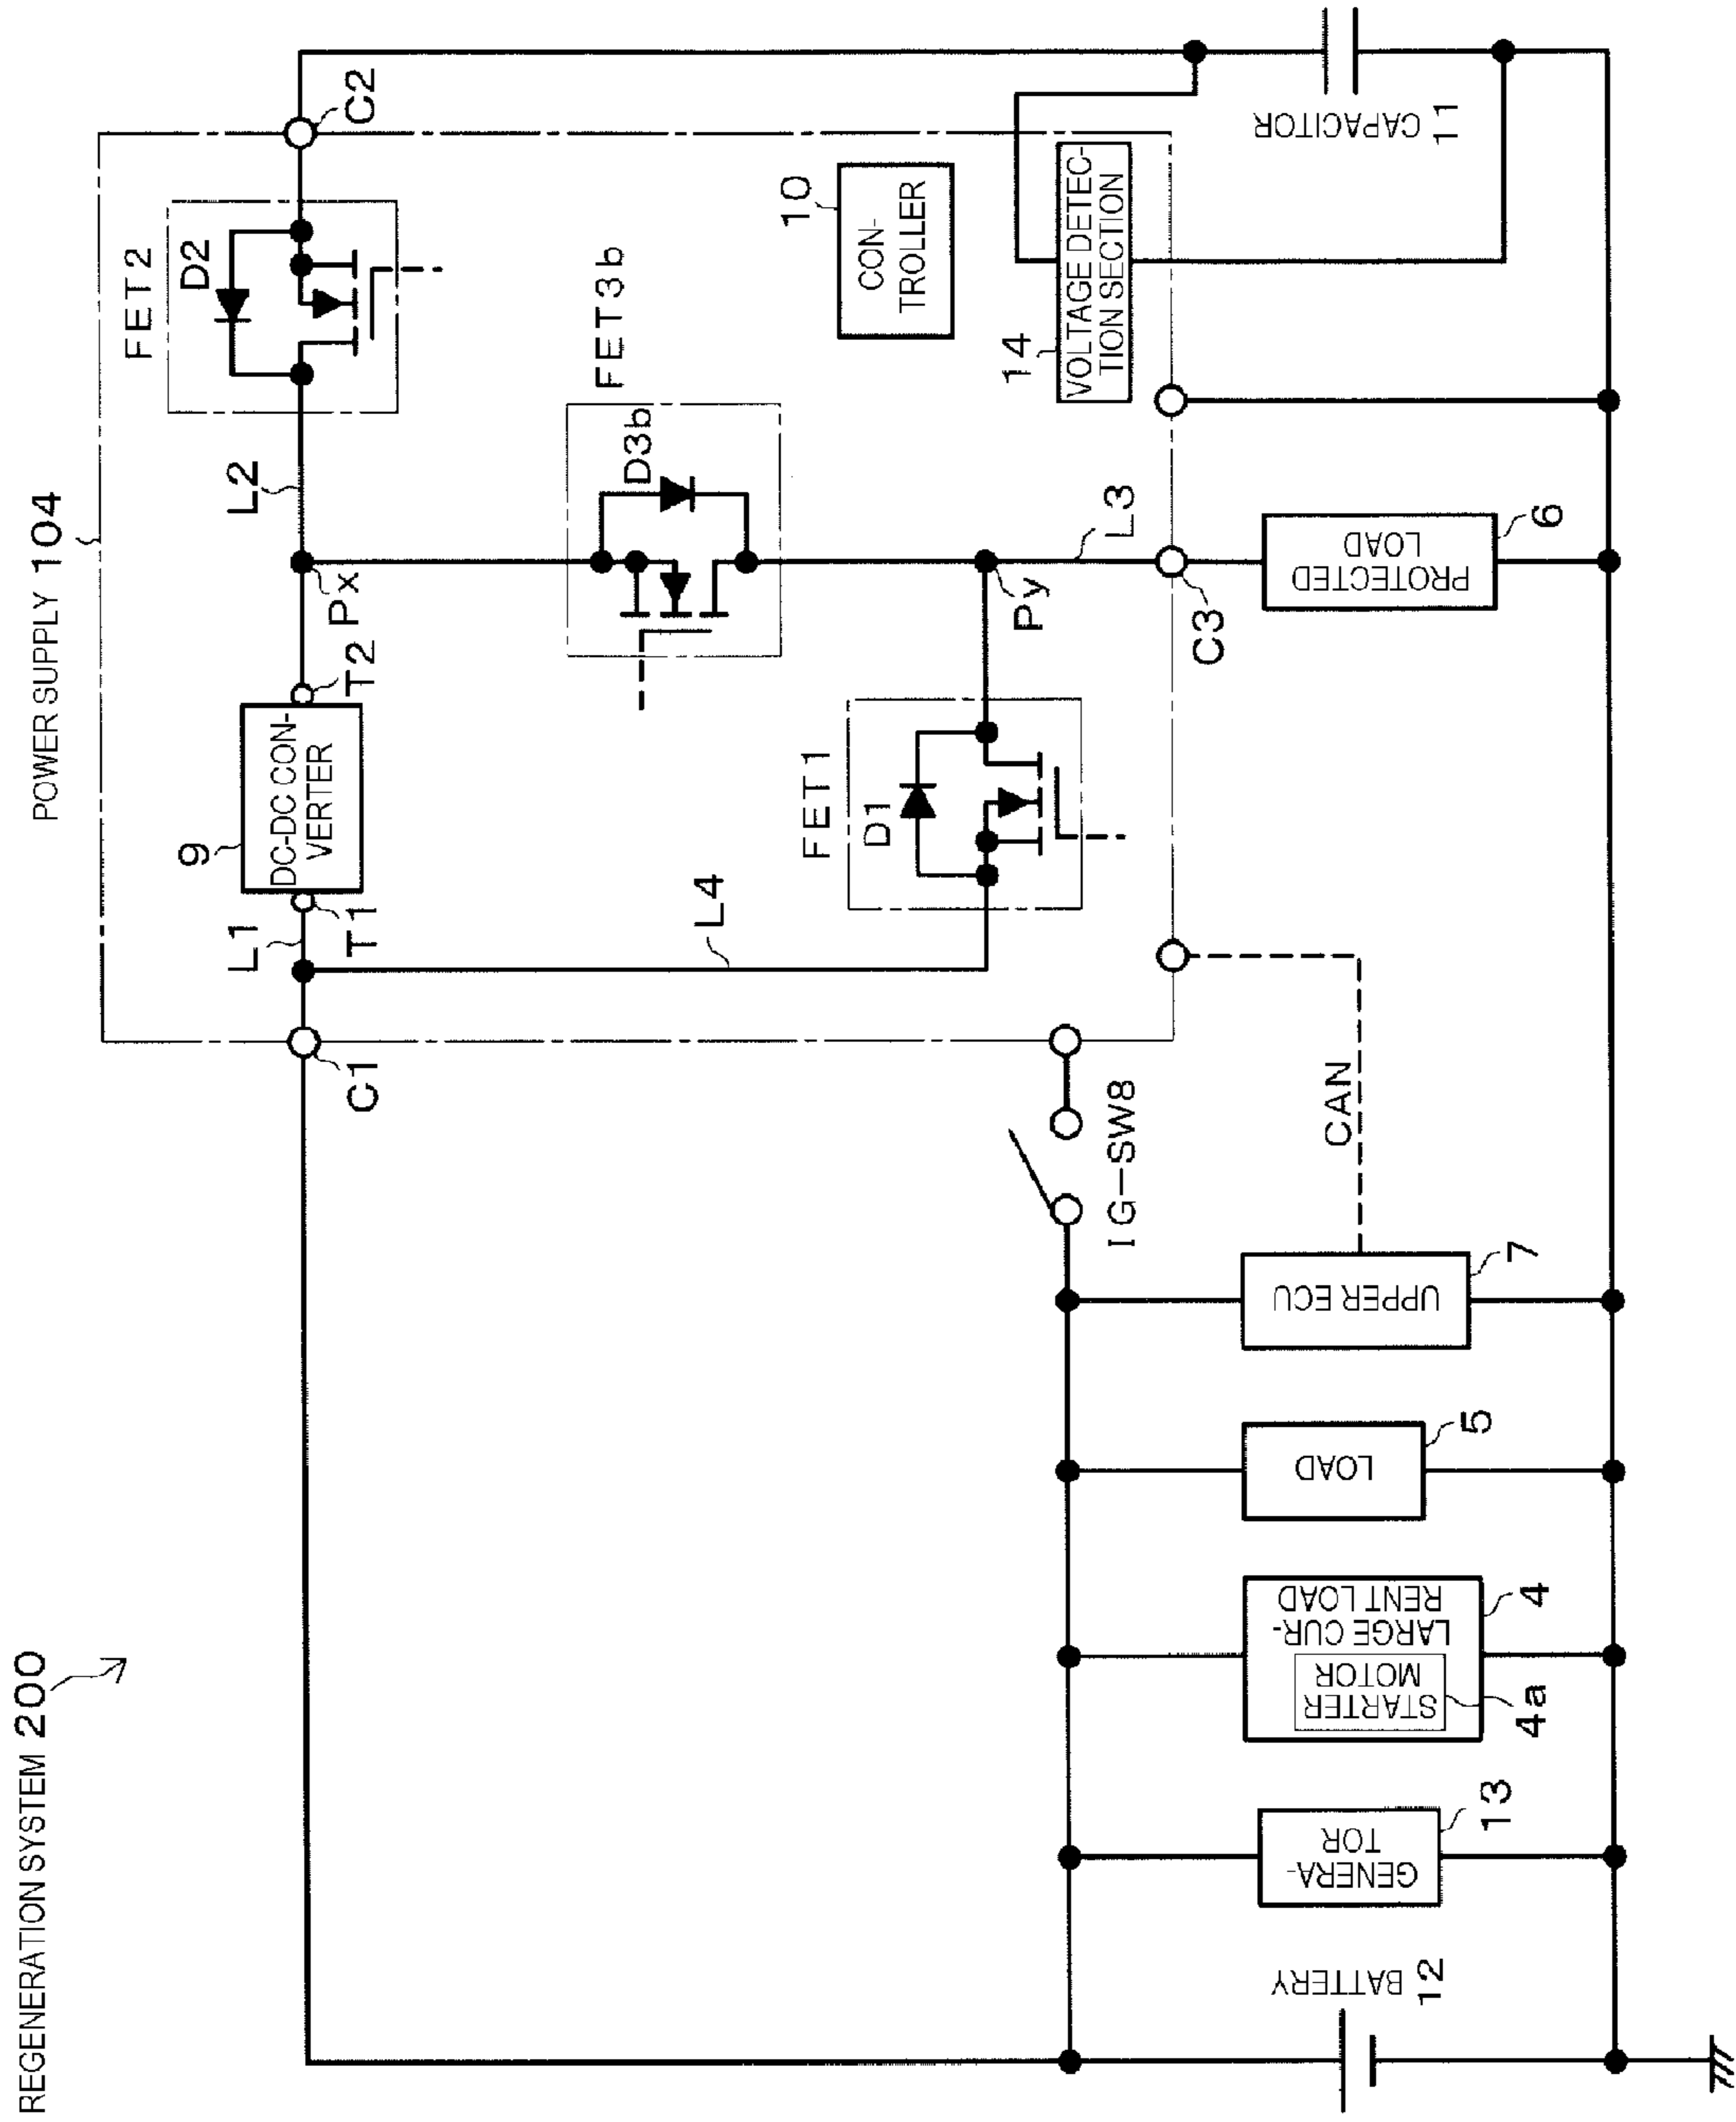 REGENERATION SYSTEM 200
POWER SUPPLY 104
FET2
D2
C2
L2
Px
T2
9
DC-DC CON-
VERTER
L1
T1
C1
FET3b
D3b
10
CON-
TROLLER
14
VOLTAGE DETEC-
TION SECTION
CAPACITOR
11
L4
FET1
D1
Py
L3
C3
PROTECTED
LOAD
6
IG-SW8
CAN
UPPER ECU
7
LOAD
5
LARGE CUR-
RENT LOAD
4
STARTER
MOTOR
4a
GENERA-
TOR
13
BATTERY
12